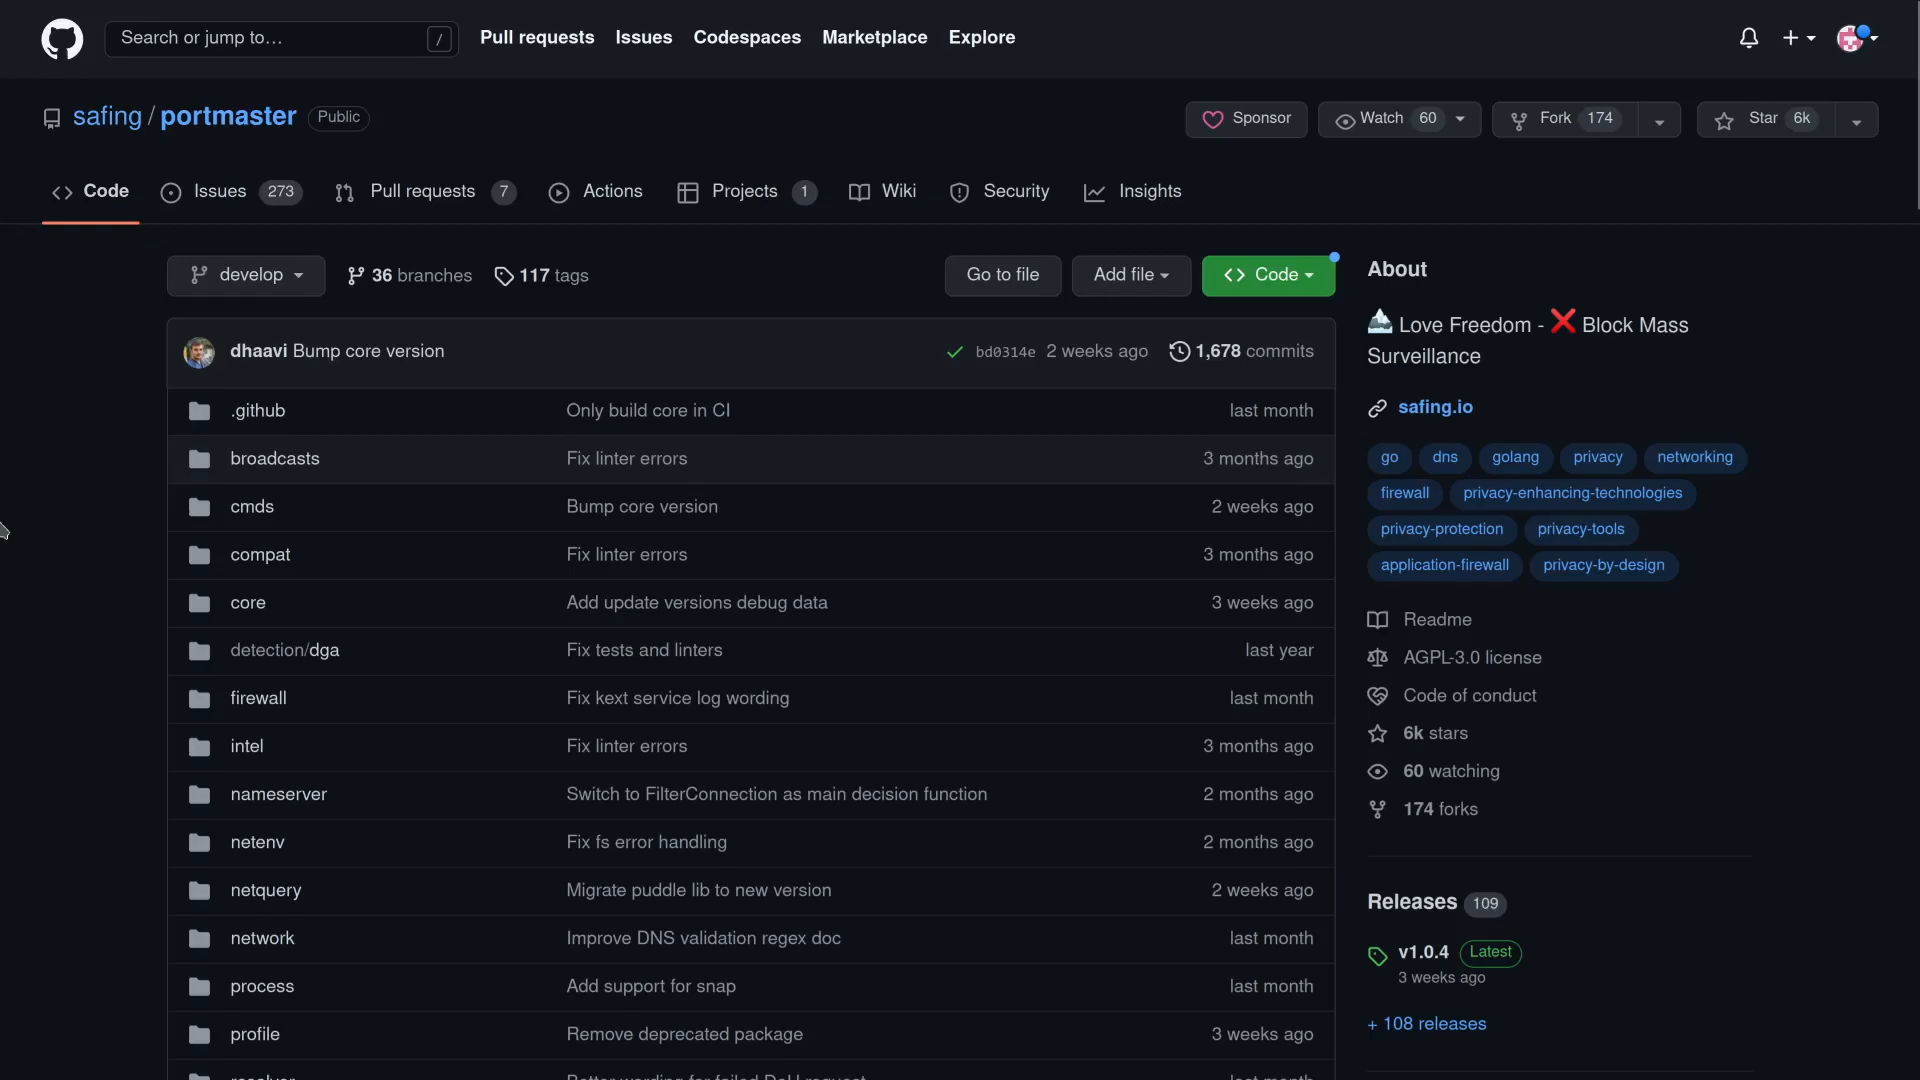 Search or jump to… /
Pull requests Issues Codespaces Marketplace Explore
safing / portmaster Public
Sponsor Watch 60 Fork 174 Star 6k
Code Issues 273 Pull requests 7 Actions Projects 1 Wiki Security Insights
develop 36 branches 117 tags Go to file Add file Code
dhaavi Bump core version bd0314e 2 weeks ago 1,678 commits
.github Only build core in CI last month
broadcasts Fix linter errors 3 months ago
cmds Bump core version 2 weeks ago
compat Fix linter errors 3 months ago
core Add update versions debug data 3 weeks ago
detection/dga Fix tests and linters last year
firewall Fix kext service log wording last month
intel Fix linter errors 3 months ago
nameserver Switch to FilterConnection as main decision function 2 months ago
netenv Fix fs error handling 2 months ago
netquery Migrate puddle lib to new version 2 weeks ago
network Improve DNS validation regex doc last month
process Add support for snap last month
profile Remove deprecated package 3 weeks ago
About
Love Freedom - ❌ Block Mass
Surveillance
safing.io
go dns golang privacy networking
firewall privacy-enhancing-technologies
privacy-protection privacy-tools
application-firewall privacy-by-design
Readme
AGPL-3.0 license
Code of conduct
6k stars
60 watching
174 forks
Releases 109
v1.0.4 Latest
3 weeks ago
+ 108 releases